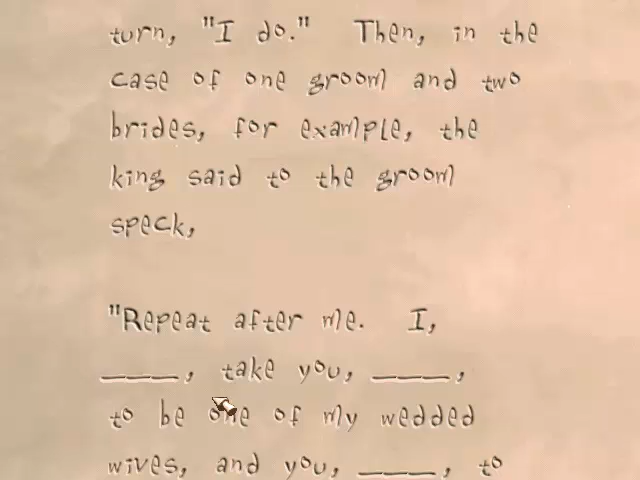 turn, "I do." Then, in the
case of one groom and two
brides, for example, the
king said to the groom
speck,
"Repeat after me. I,
____, take you, ____,
to be one of my wedded
wives, and you, ____, to